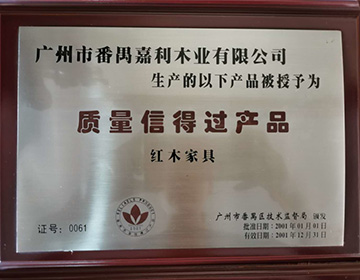 广州市番禺嘉利木业有限公司
生产的以下产品被授予为
质量信得过产品
红木家具
证号：0061
广州市番禺区技术监督局 颁发
批准日期：2001年01月01日
有效日期：2001年12月31日